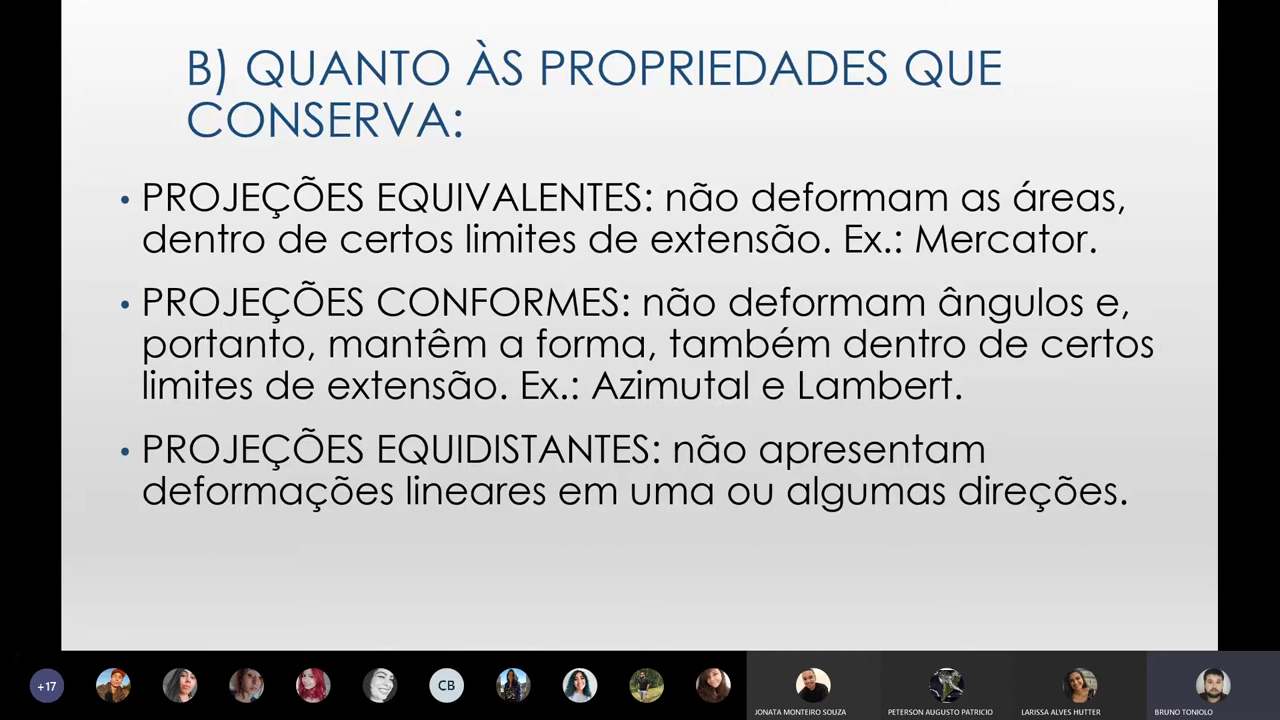 B) QUANTO ÀS PROPRIEDADES QUE
CONSERVA:
• PROJEÇÕES EQUIVALENTES: não deformam as áreas,
dentro de certos limites de extensão. Ex.: Mercator.
• PROJEÇÕES CONFORMES: não deformam ângulos e,
portanto, mantêm a forma, também dentro de certos
limites de extensão. Ex.: Azimutal e Lambert.
• PROJEÇÕES EQUIDISTANTES: não apresentam
deformações lineares em uma ou algumas direções.
+17
CB
JONATA MONTEIRO SOUZA
PETERSON AUGUSTO PATRICIO
LARISSA ALVES HUTTER
BRUNO TONIOLO